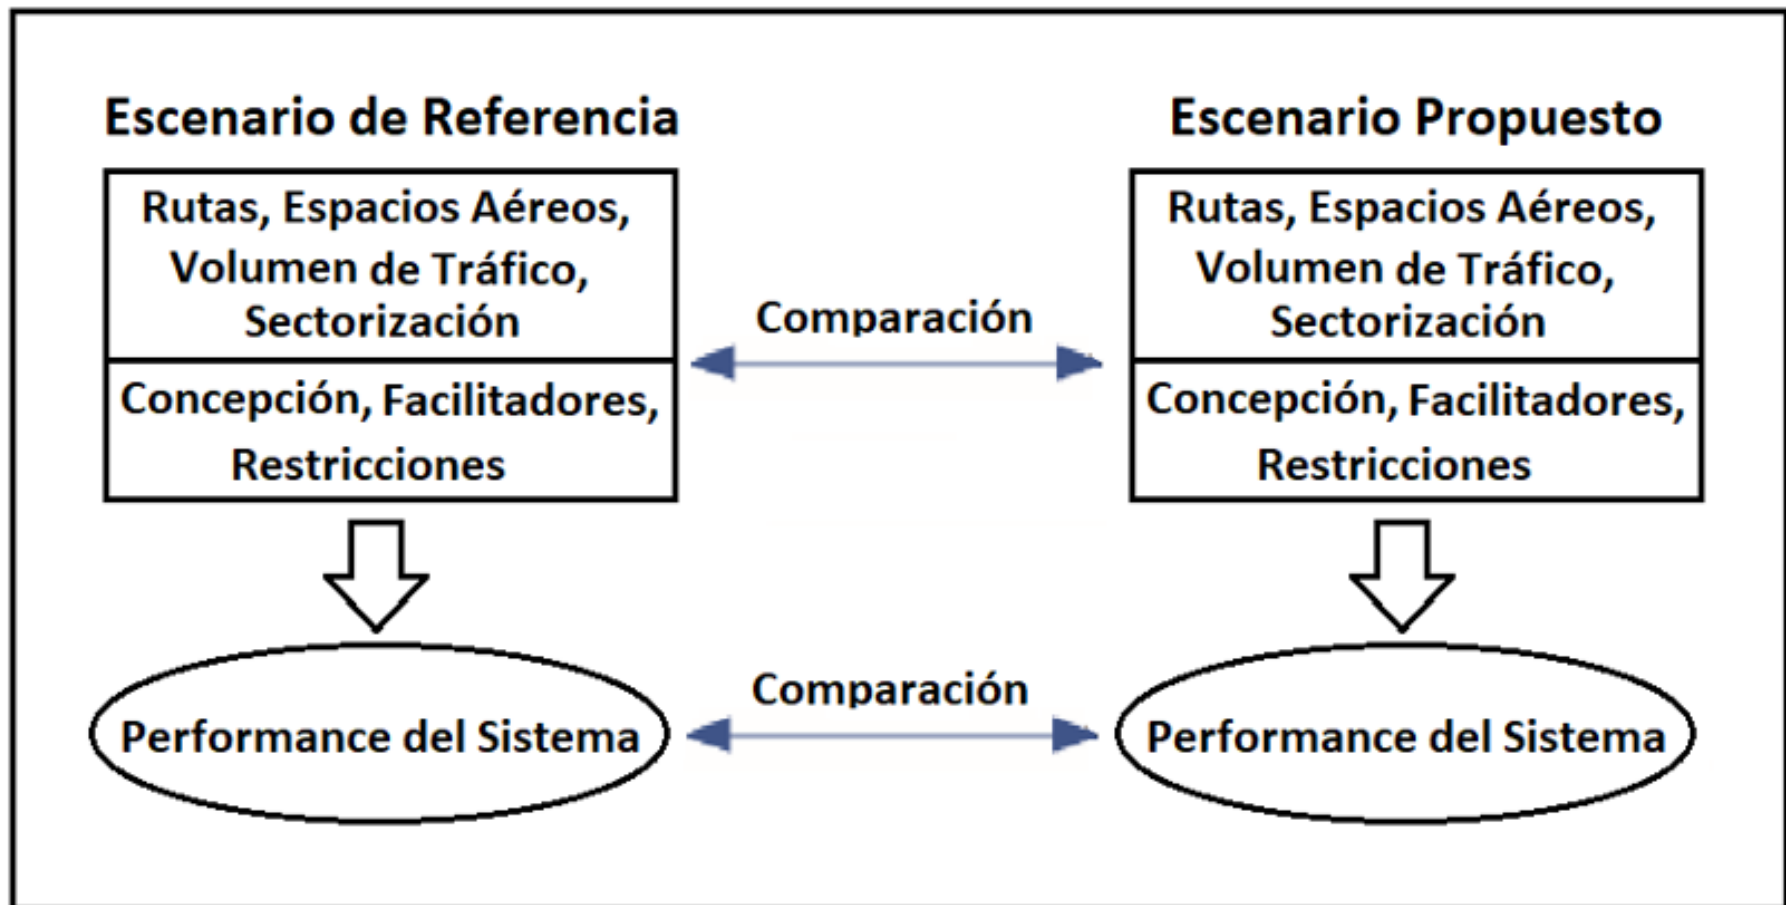 Escenario de Referencia
Rutas, Espacios Aéreos,
Volumen de Tráfico,
Sectorización
Concepción, Facilitadores,
Restricciones
Performance del Sistema
Comparación
Comparación
Escenario Propuesto
Rutas, Espacios Aéreos,
Volumen de Tráfico,
Sectorización
Concepción, Facilitadores,
Restricciones
Performance del Sistema